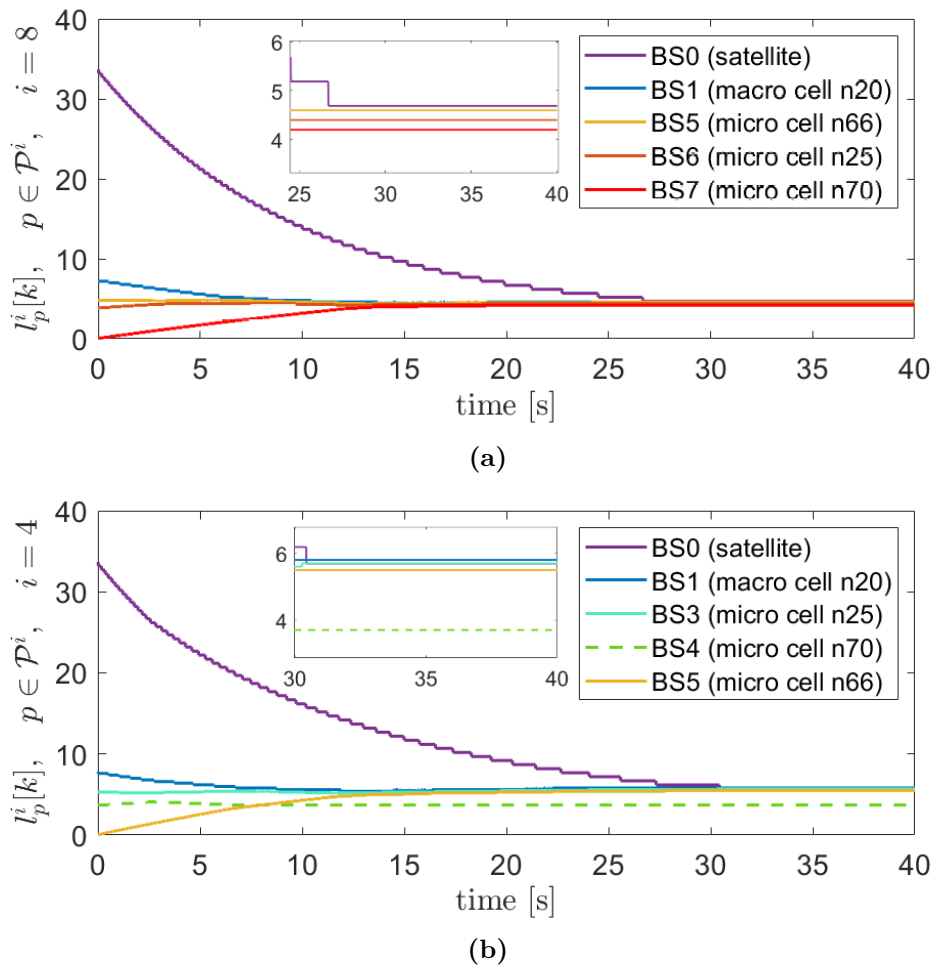 40
30
20
10
0
l_p^i[k], p ∈ 𝒫^i, i = 8
6
5
4
25 30 35 40
BS0 (satellite)
BS1 (macro cell n20)
BS5 (micro cell n66)
BS6 (micro cell n25)
BS7 (micro cell n70)
0 5 10 15 20 25 30 35 40
time [s]
(a)
40
30
20
10
0
l_p^i[k], p ∈ 𝒫^i, i = 4
6
4
30 35 40
BS0 (satellite)
BS1 (macro cell n20)
BS3 (micro cell n25)
BS4 (micro cell n70)
BS5 (micro cell n66)
0 5 10 15 20 25 30 35 40
time [s]
(b)